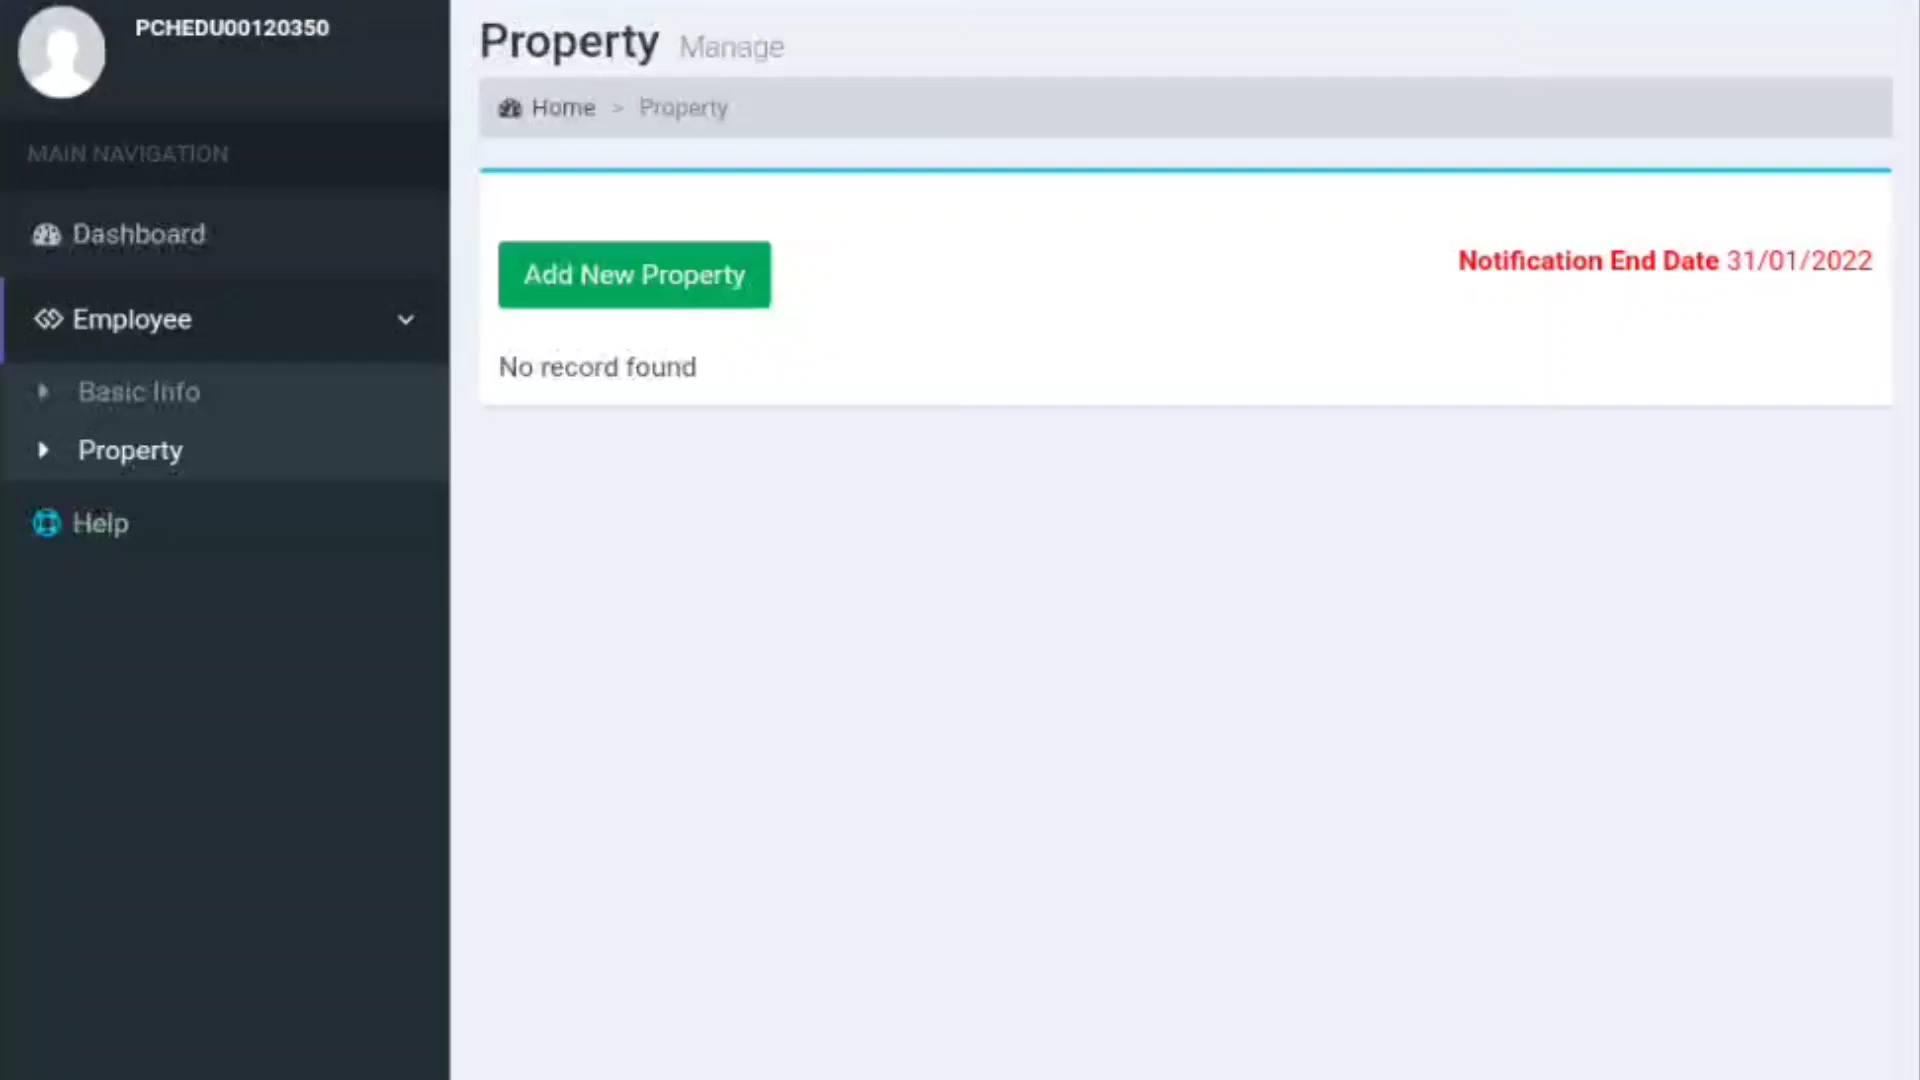 PCHEDU00120350
MAIN NAVIGATION
Dashboard
Employee
Basic Info
Property
Help
Property Manage
Home > Property
Add New Property
Notification End Date 31/01/2022
No record found